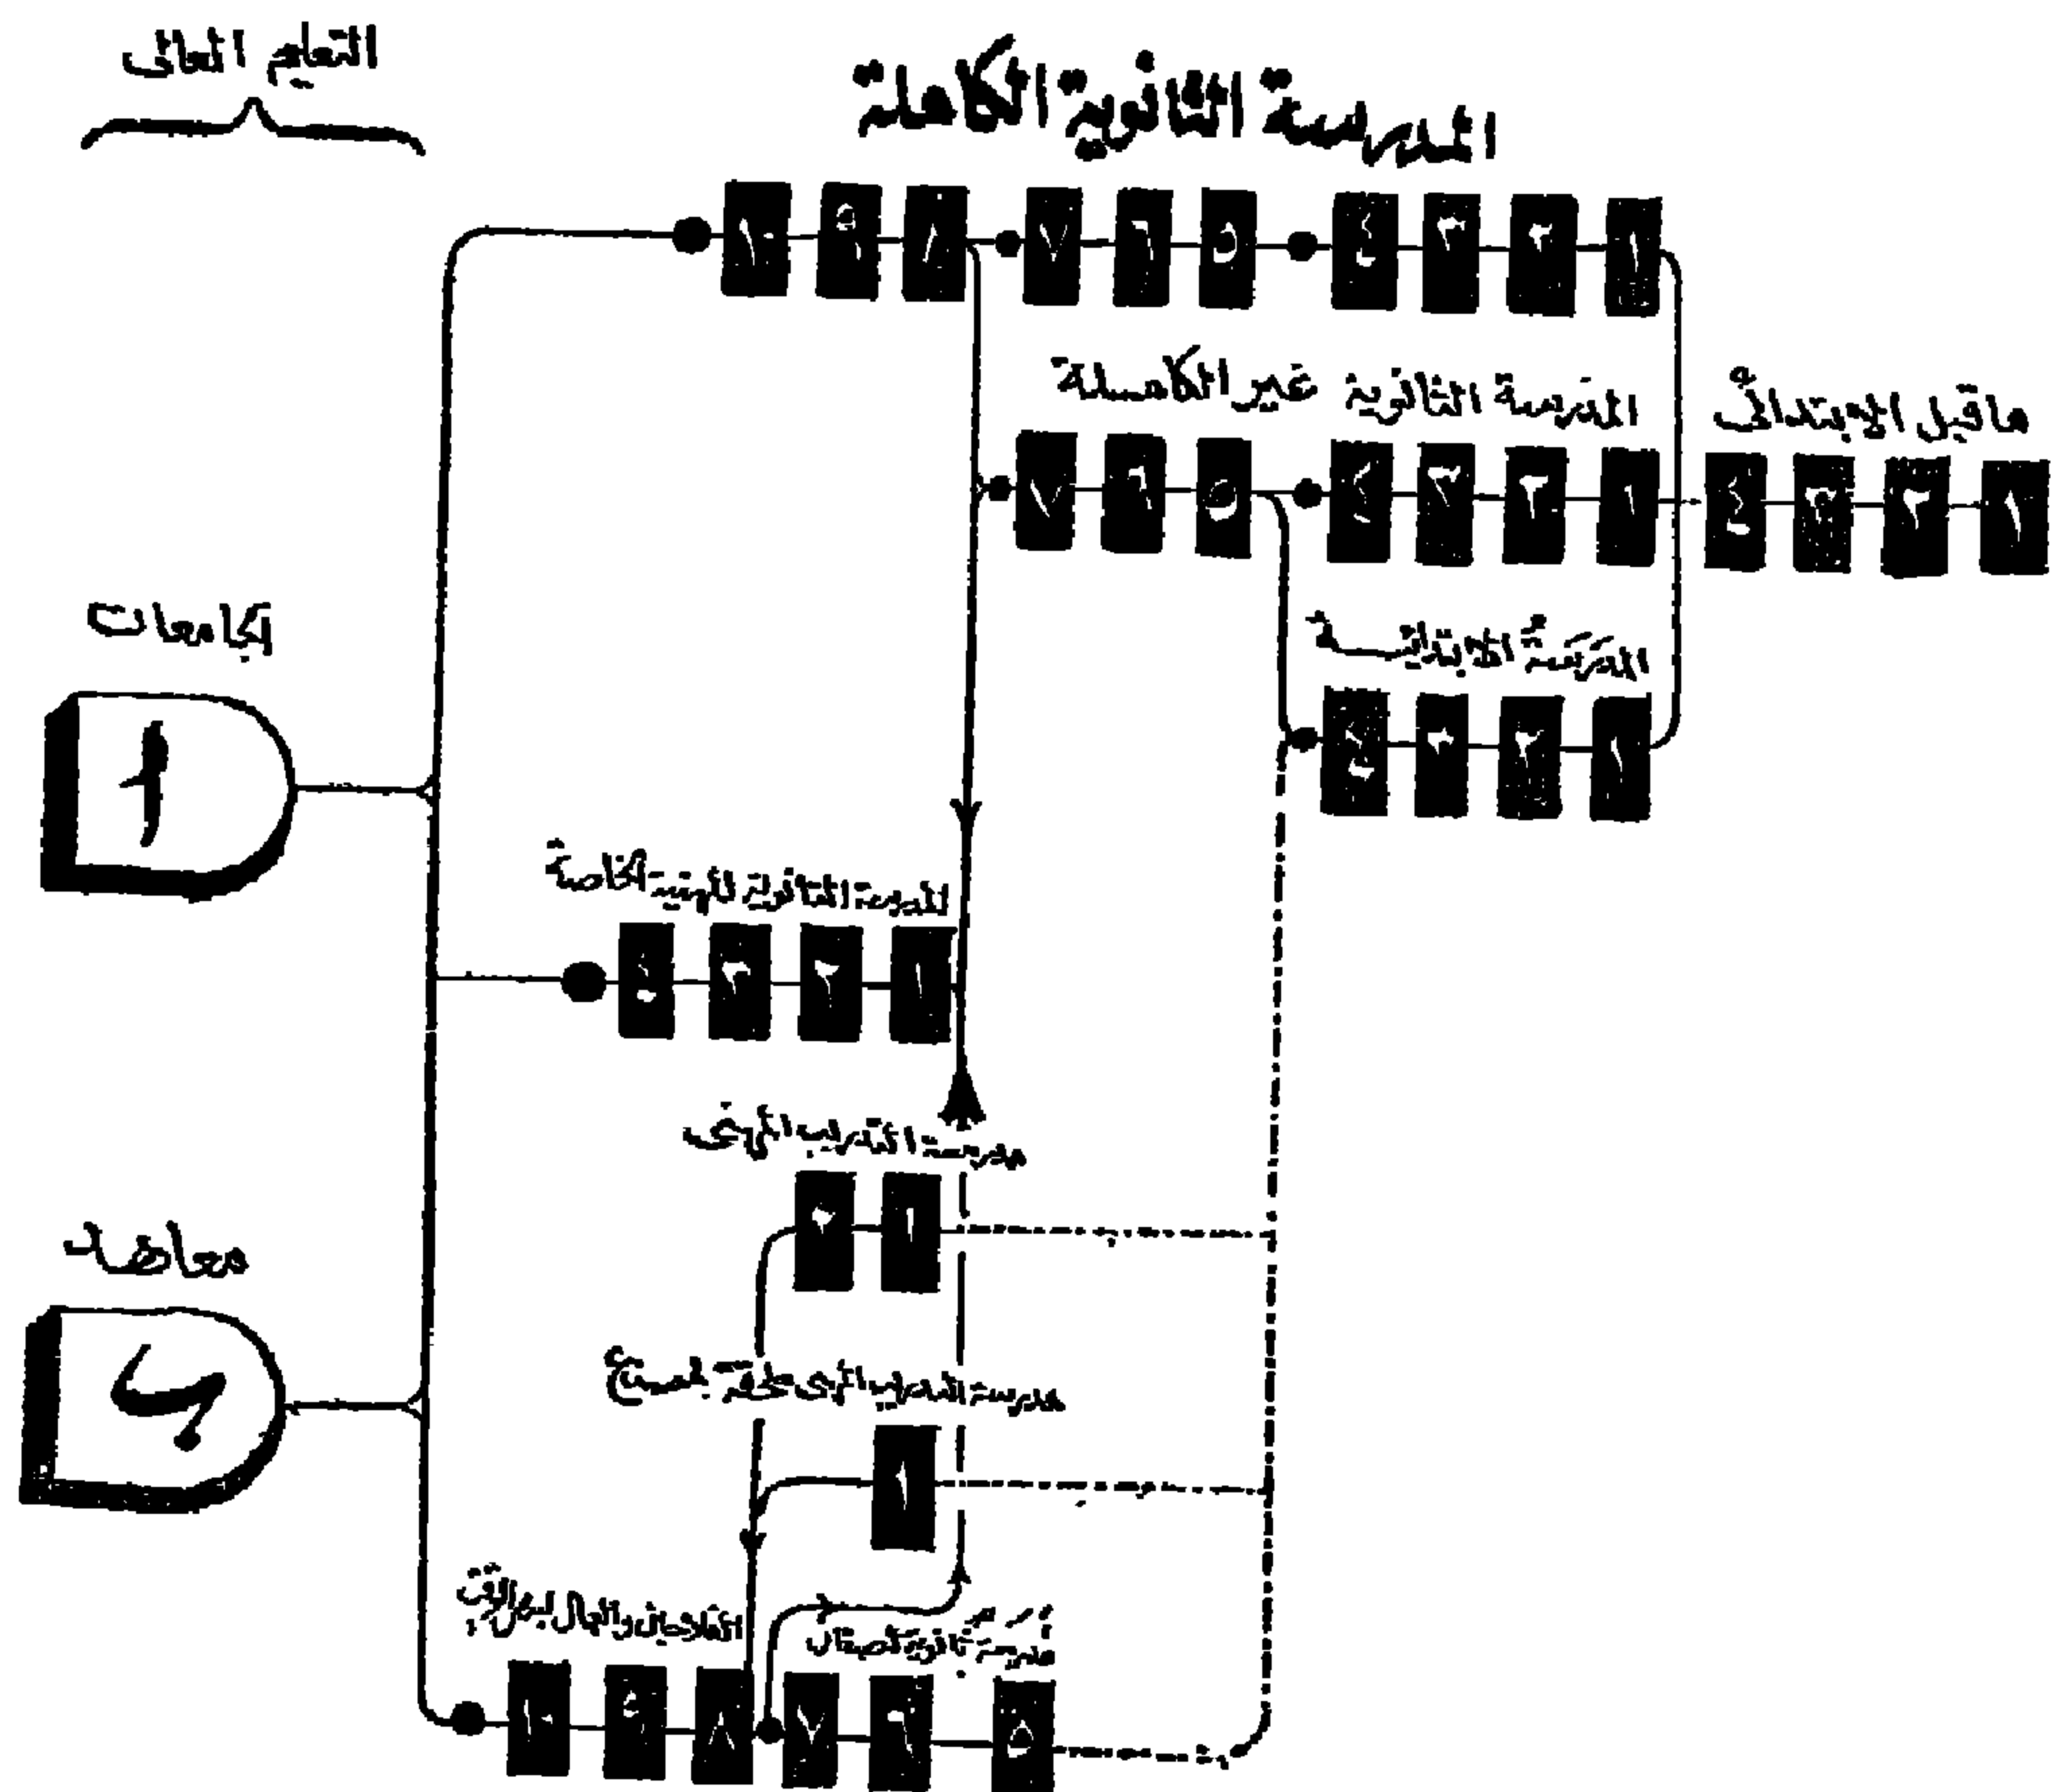 التعليم العالى
المدرسة الثانوية الكاملة
١٠ ٩ ٨ ٧ ٦ ٥ ٤ ٣ ٢ ١
المدرسة الثانوية غير الكاملة
ماقبل الابتدائى
٧ ٦ ٥ ٤ ٣ ٢ ١
٤ ٣ ٢ ١
الجامعات
المدرسة الابتدائية
٤ ٣ ٢ ١
أ
المدرسة الثانوية المهنية الخاصة
٤ ٣ ٢ ١
مدرسة التدريب المهنى
٢ ١
معاهد
ب
مدرسة التدريب المهنى
١
الفلاحين والعمال
مدرسة ثانوية
١٠ ٩ ٨ ٧ ٦ ٥